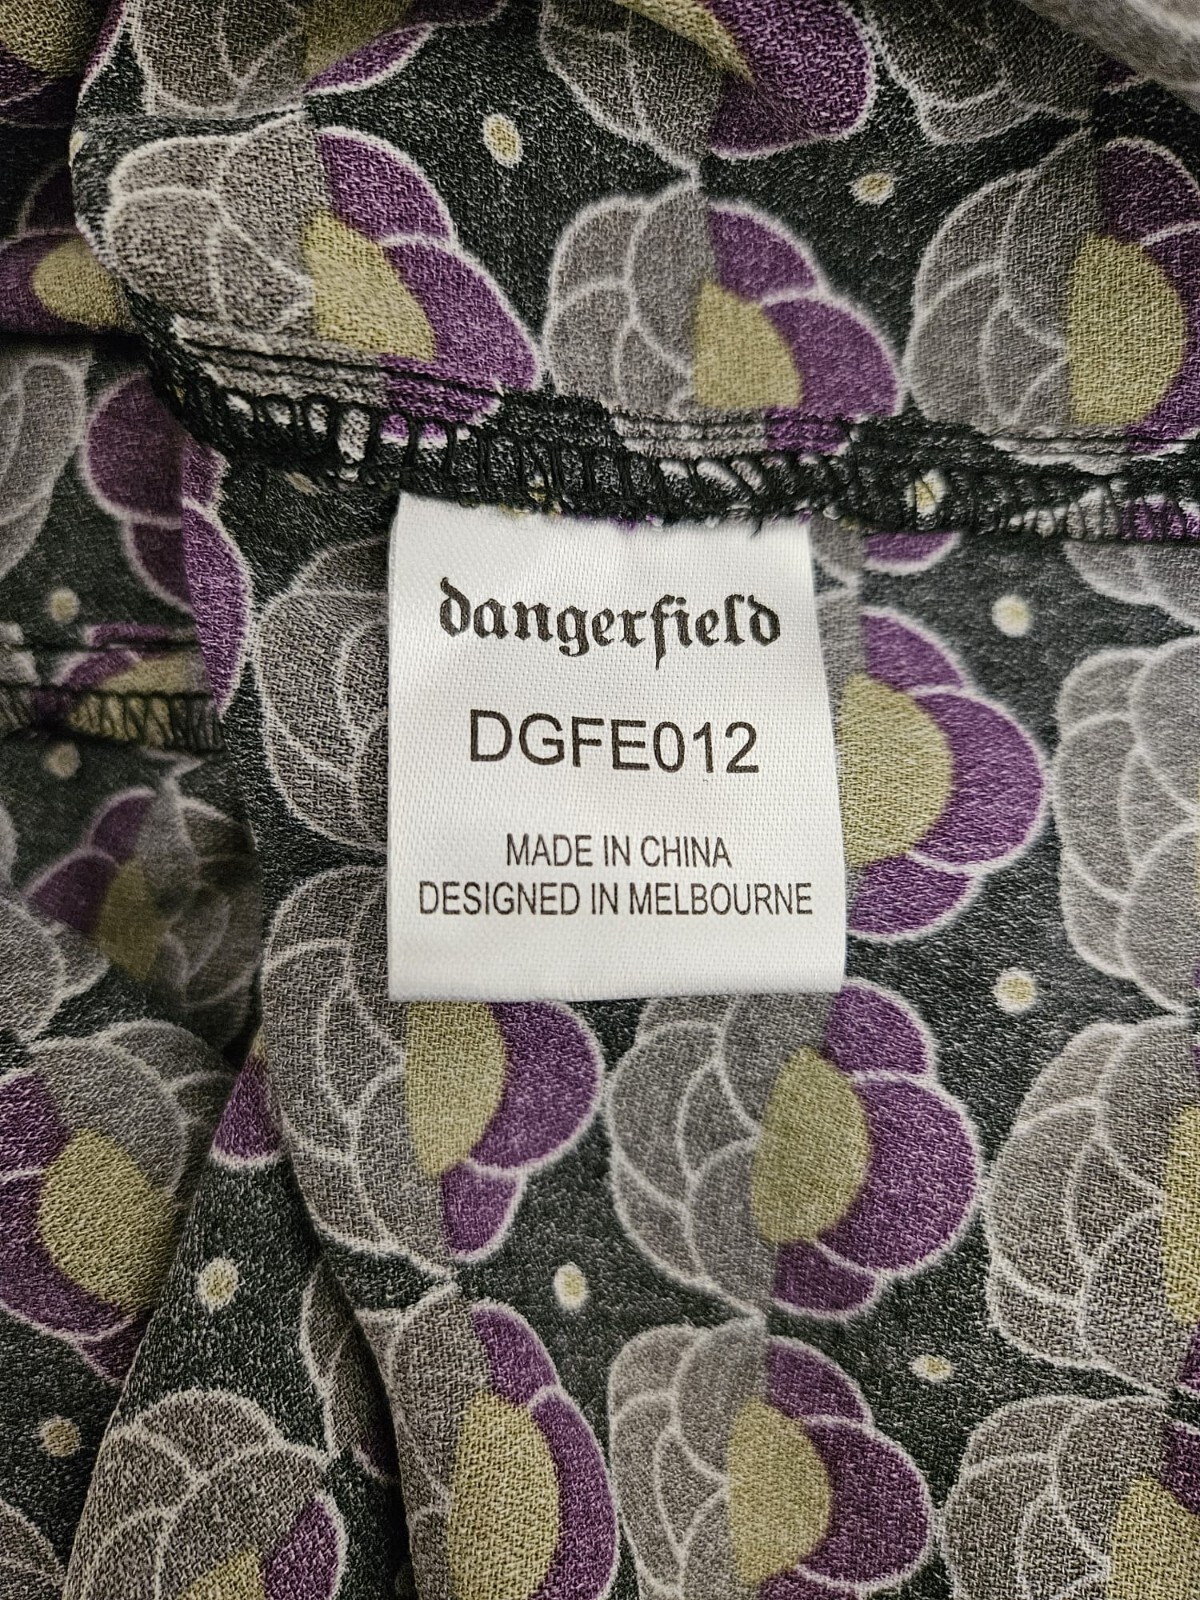 dangerfield
DGFE012
MADE IN CHINA
DESIGNED IN MELBOURNE